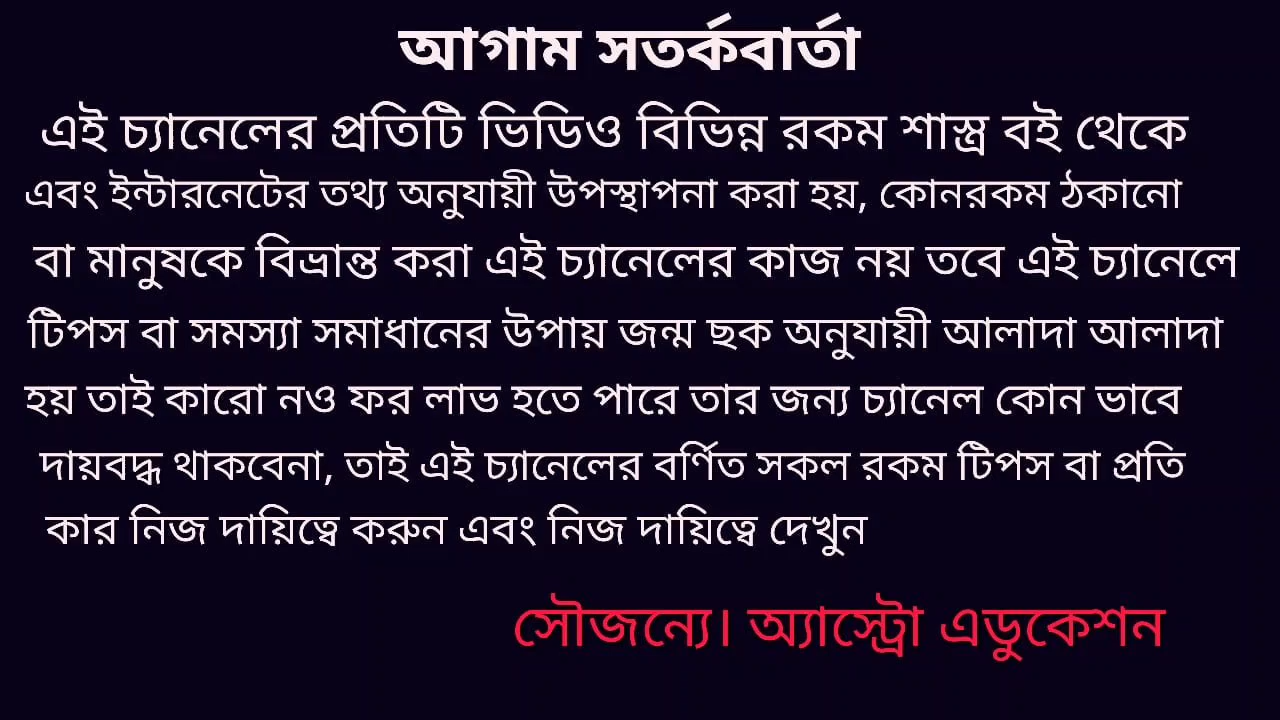 আগাম সতর্কবার্তা
এই চ্যানেলের প্রতিটি ভিডিও বিভিন্ন রকম শাস্ত্র বই থেকে
এবং ইন্টারনেটের তথ্য অনুযায়ী উপস্থাপনা করা হয়, কোনরকম ঠকানো
বা মানুষকে বিভ্রান্ত করা এই চ্যানেলের কাজ নয় তবে এই চ্যানেলে
টিপস বা সমস্যা সমাধানের উপায় জন্ম ছক অনুযায়ী আলাদা আলাদা
হয় তাই কারো নও ফর লাভ হতে পারে তার জন্য চ্যানেল কোন ভাবে
দায়বদ্ধ থাকবেনা, তাই এই চ্যানেলের বর্ণিত সকল রকম টিপস বা প্রতি
কার নিজ দায়িত্বে করুন এবং নিজ দায়িত্বে দেখুন
সৌজন্যে। অ্যাস্ট্রো এডুকেশন